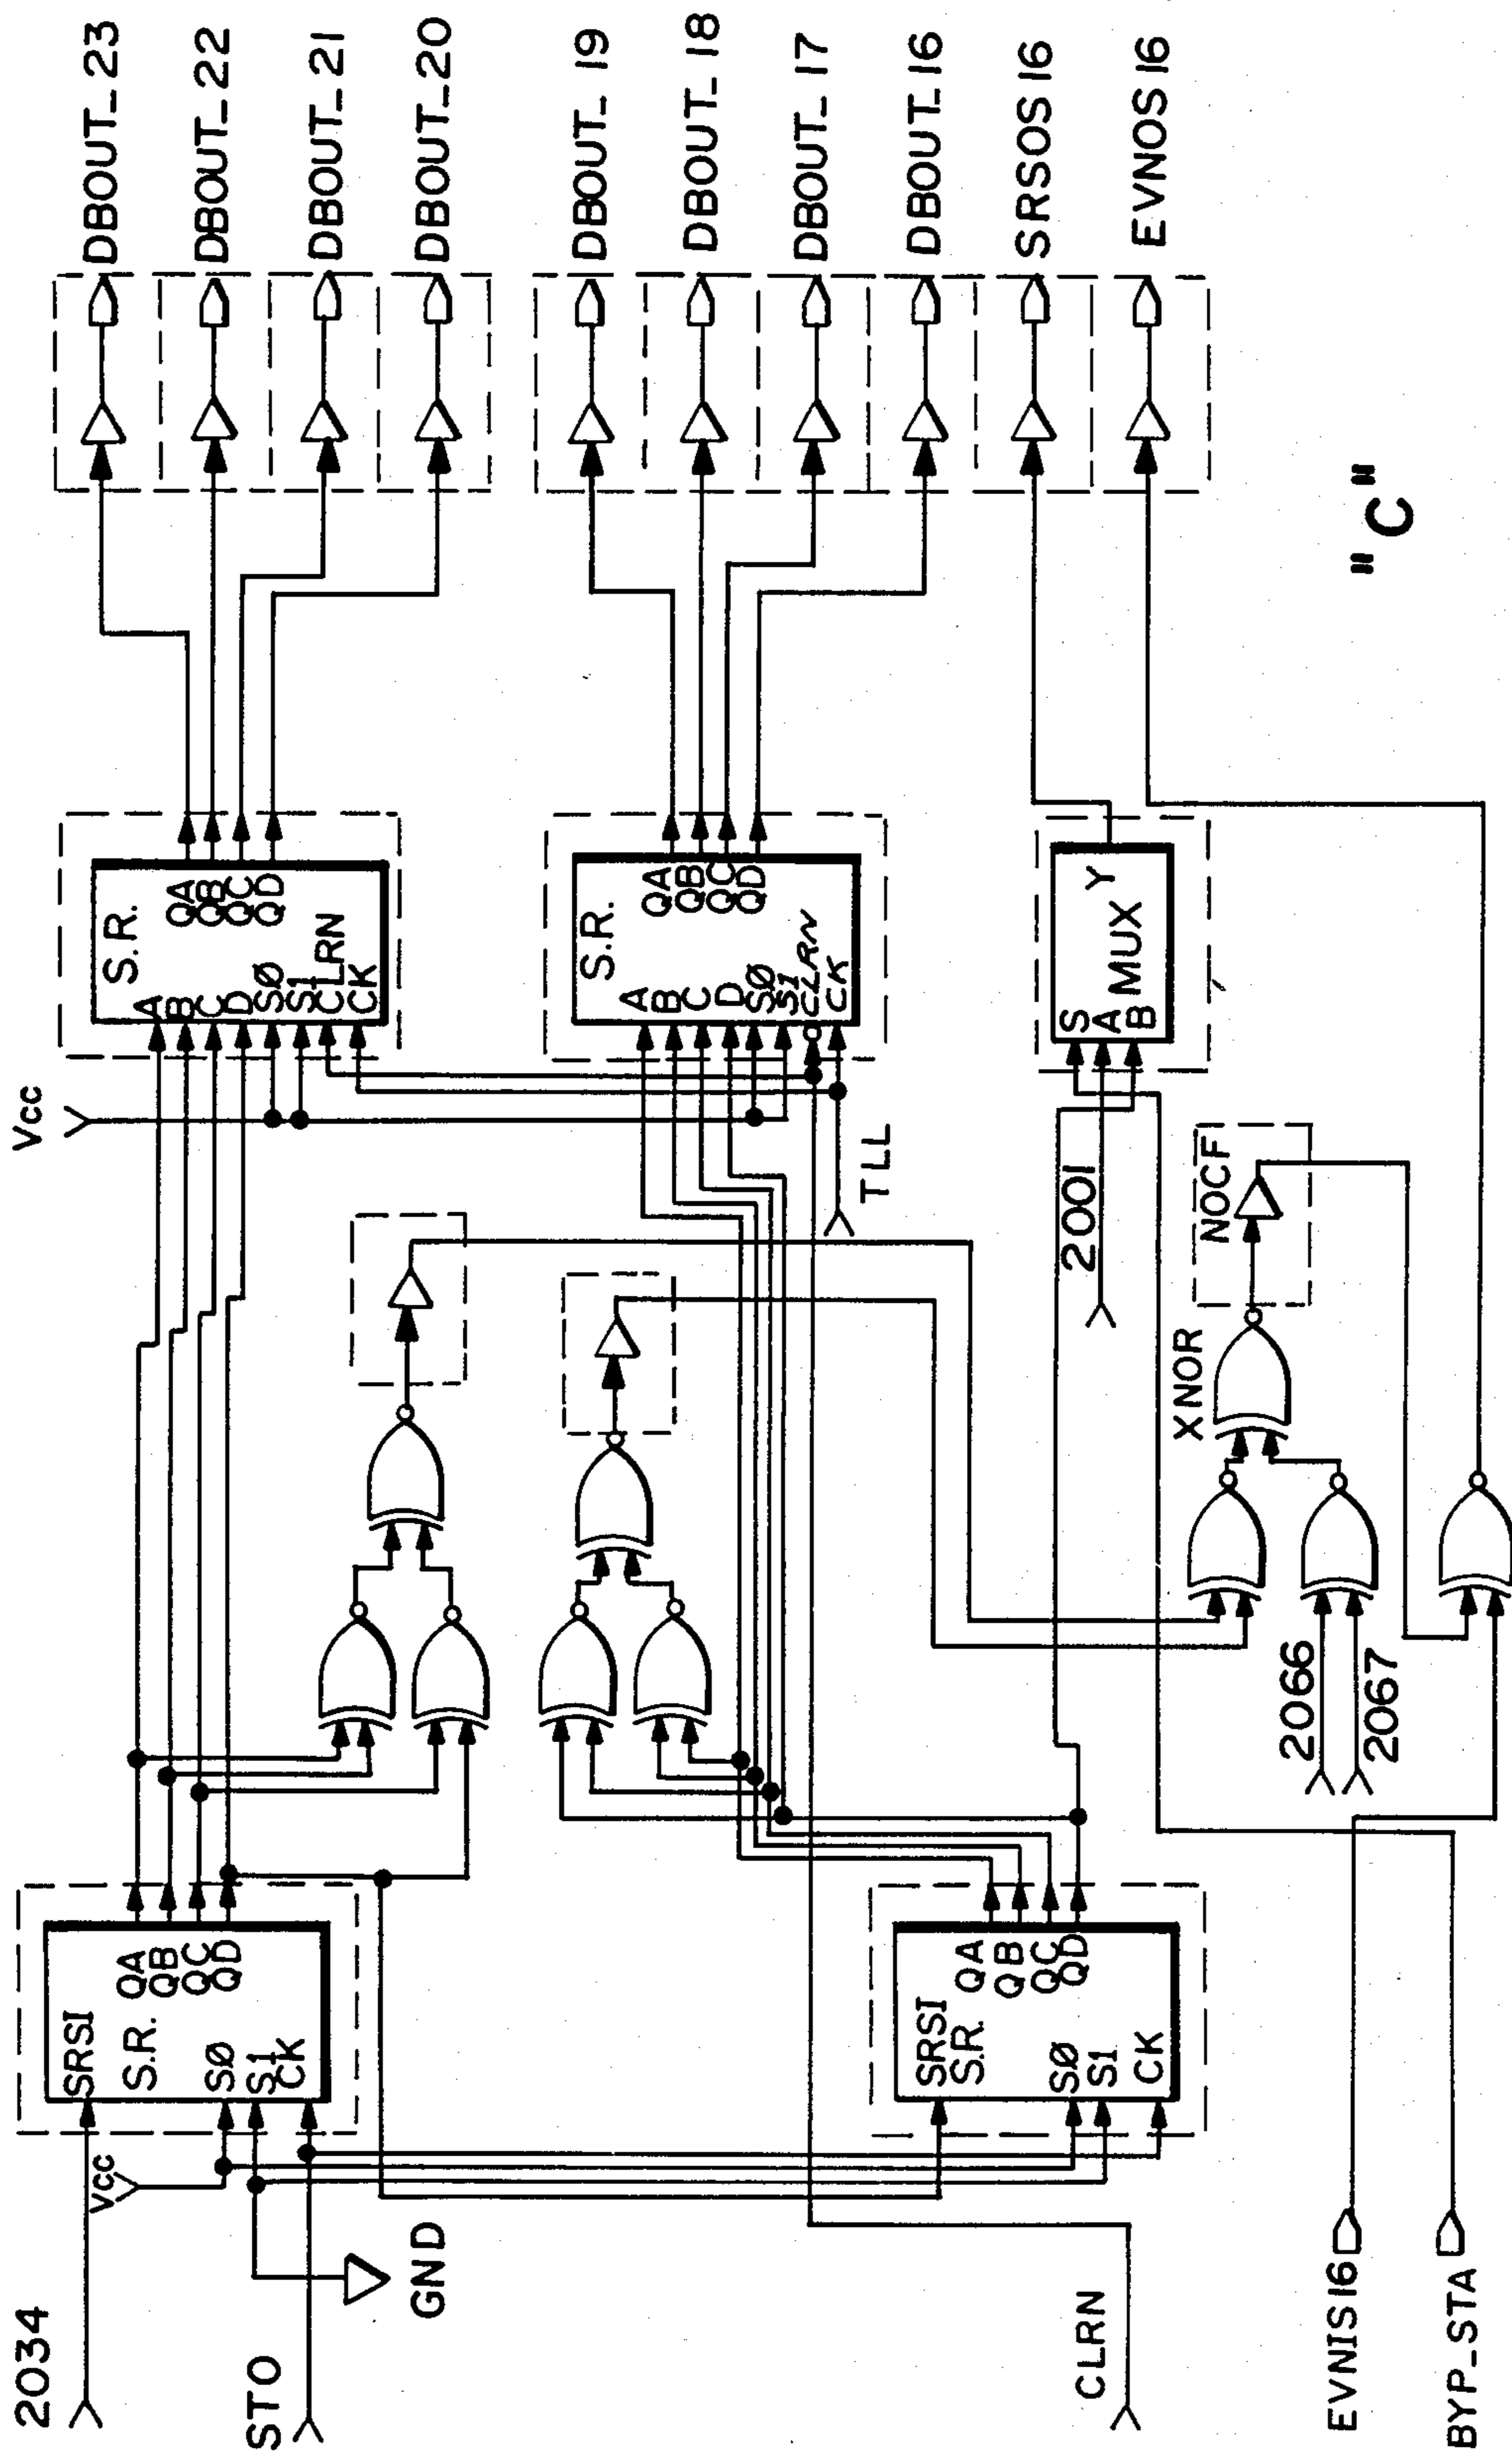 2034
Vcc
STO
GND
SRSI
S.R.
QA
QB
QC
QD
SØ
S1
CK
CLRN
EVNIS16
BYP_STA
SRSI
S.R.
QA
QB
QC
QD
SØ
S1
CK
2066
2067
XNOR
NOCF
2001
TLL
Vcc
S.R.
A
B
C
D
SØ
S1
CLRN
CK
QA
QB
QC
QD
S.R.
A
B
C
D
SØ
S1
CLRN
CK
QA
QB
QC
QD
S
A
B
MUX
Y
DBOUT_23
DBOUT_22
DBOUT_21
DBOUT_20
DBOUT_19
DBOUT_18
DBOUT_17
DBOUT_16
SRSOS16
EVNOS16
"C"